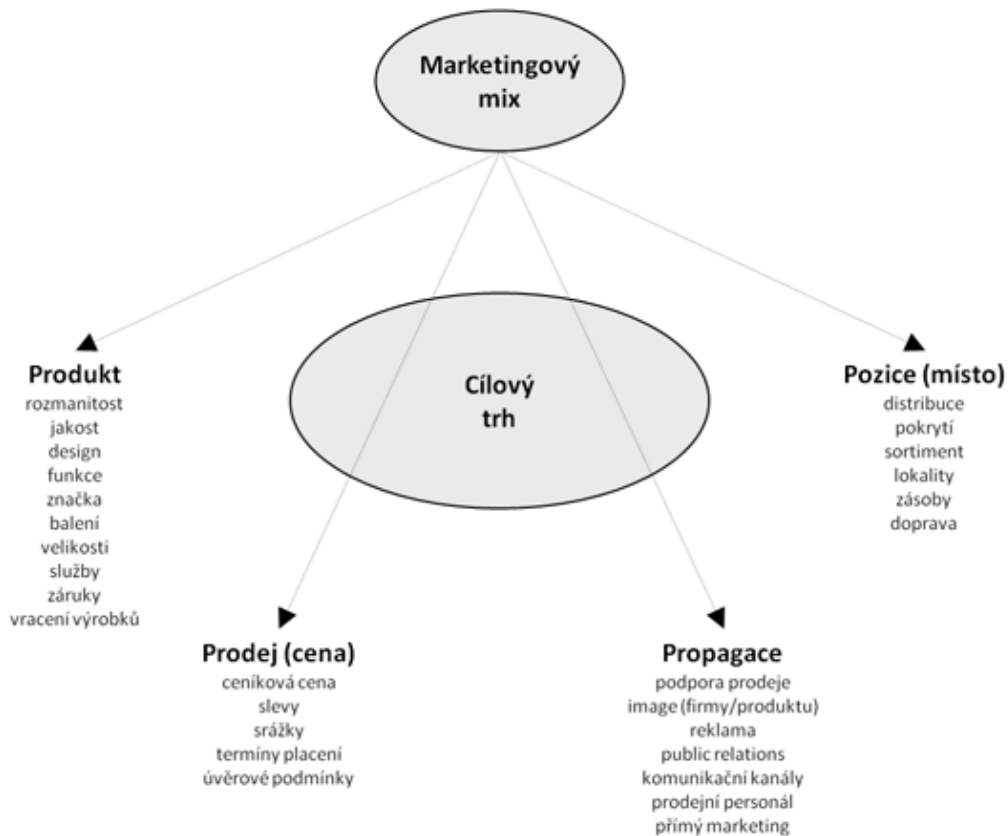 Marketingový
mix
Cílový
trh
Produkt
rozmanitost
jakost
design
funkce
značka
balení
velikosti
služby
záruky
vracení výrobků
Prodej (cena)
ceníková cena
slevy
srážky
termíny placení
úvěrové podmínky
Propagace
podpora prodeje
image (firmy/produktu)
reklama
public relations
komunikační kanály
prodejní personál
přímý marketing
Pozice (místo)
distribuce
pokrytí
sortiment
lokality
zásoby
doprava